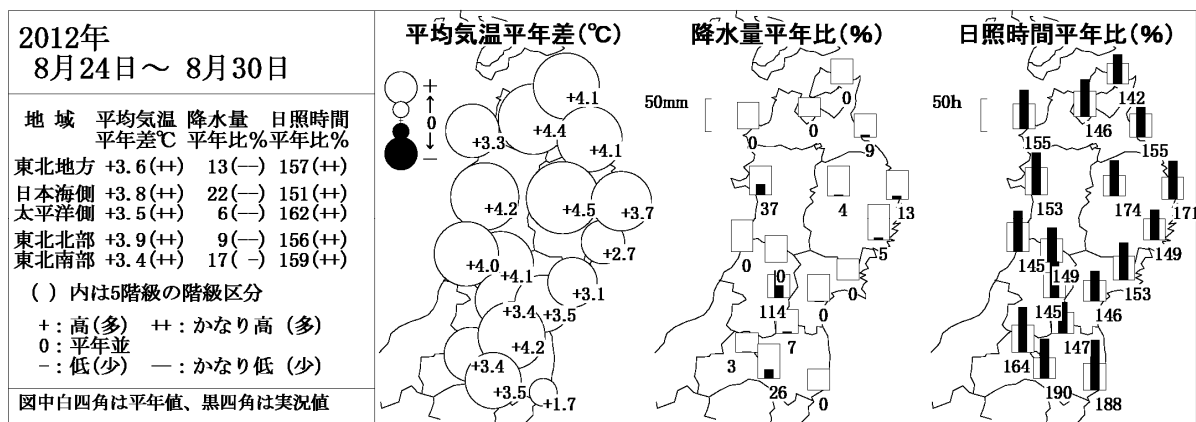 2012年
8月24日～ 8月30日
地 域 平均気温 降水量 日照時間
平年差℃ 平年比% 平年比%
東北地方 +3.6(++) 13(--) 157(++)
日本海側 +3.8(++) 22(--) 151(++)
太平洋側 +3.5(++) 6(--) 162(++)
東北北部 +3.9(++) 9(--) 156(++)
東北南部 +3.4(++) 17( -) 159(++)
( ) 内は5階級の階級区分
+：高(多) ++：かなり高 (多)
0：平年並
-：低(少) --：かなり低 (少)
図中白四角は平年値、黒四角は実況値
平均気温平年差(℃)
+
0
-
+4.1
+4.4
+3.3
+4.1
+4.2
+4.5
+3.7
+2.7
+4.0
+4.1
+3.1
+3.4
+3.5
+4.2
+3.4
+3.5
+1.7
降水量平年比(%)
50mm
0
0
0
9
37
4
13
5
0
0
0
114
0
7
3
26
0
日照時間平年比(%)
50h
142
146
155
155
153
174
171
149
145
149
153
145
146
147
164
190
188